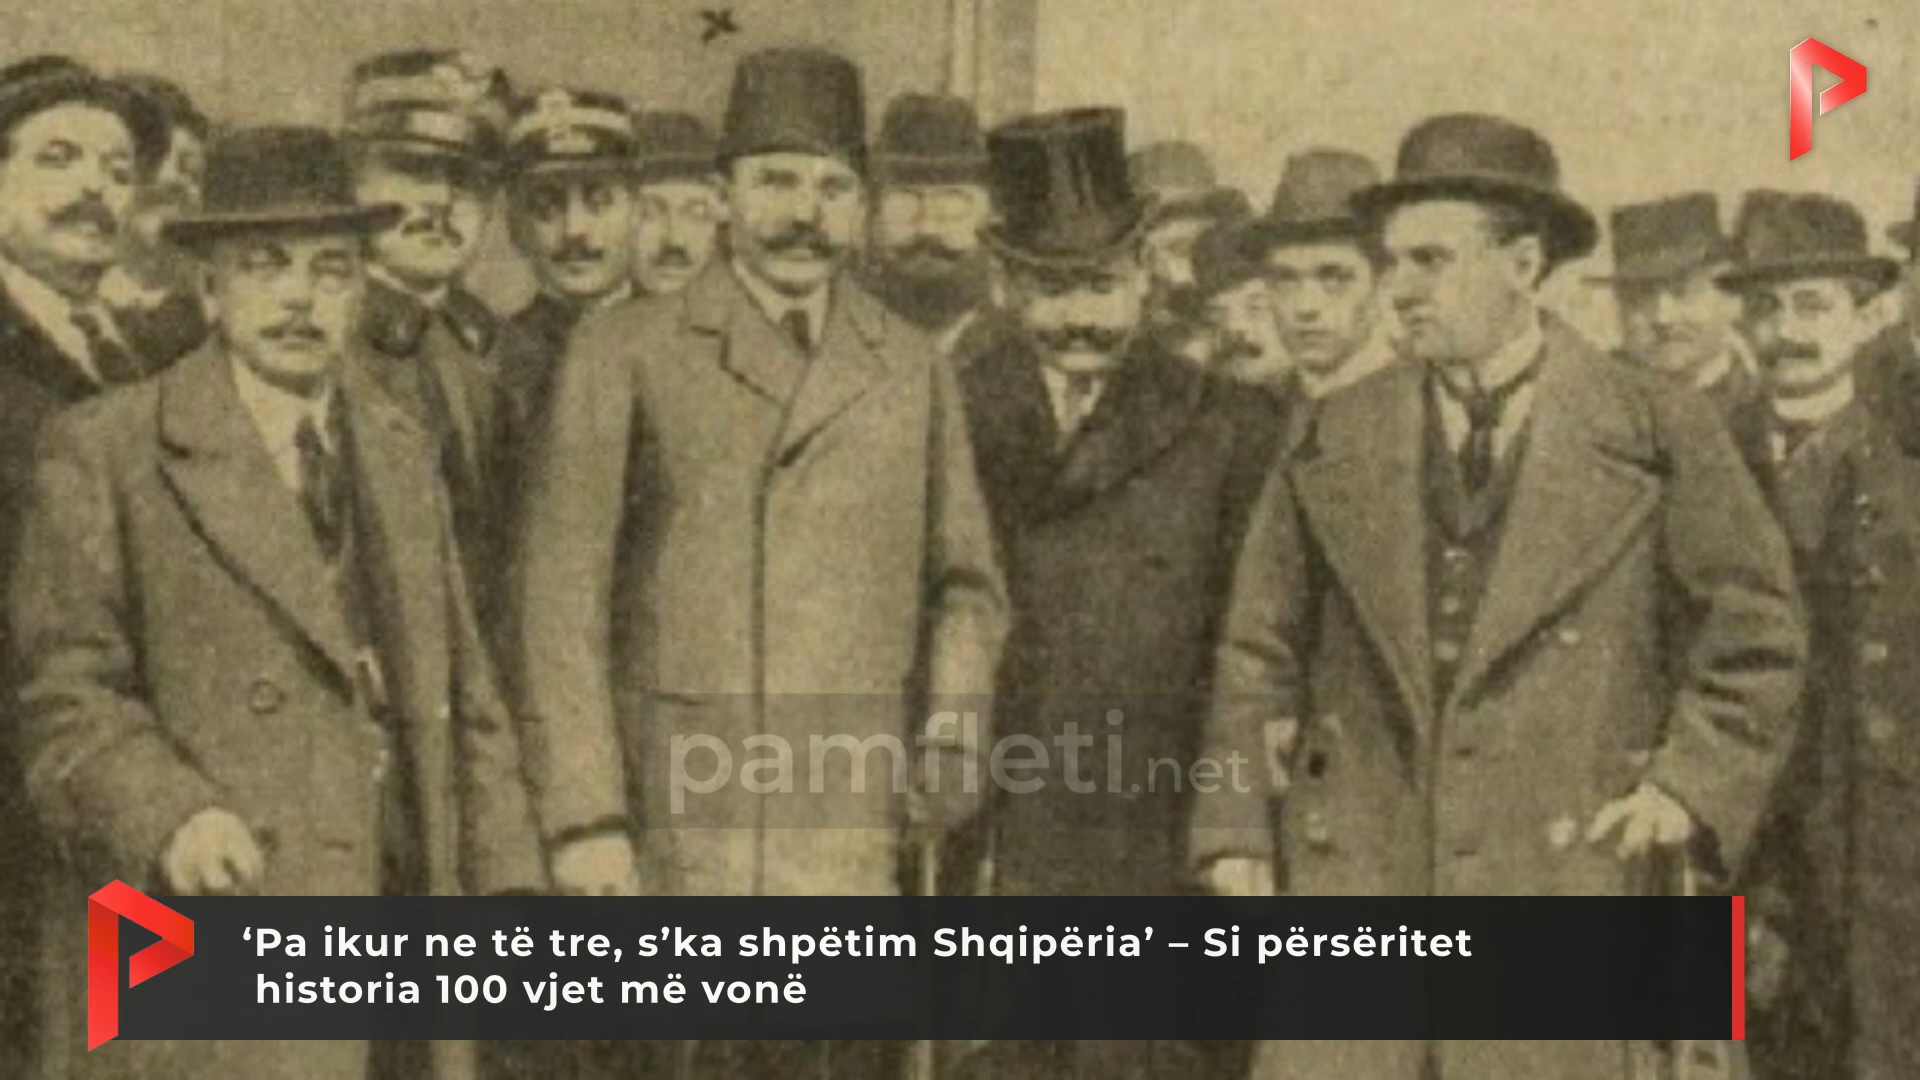 pamfleti.net
‘Pa ikur ne të tre, s’ka shpëtim Shqipëria’ – Si përsëritet
historia 100 vjet më vonë